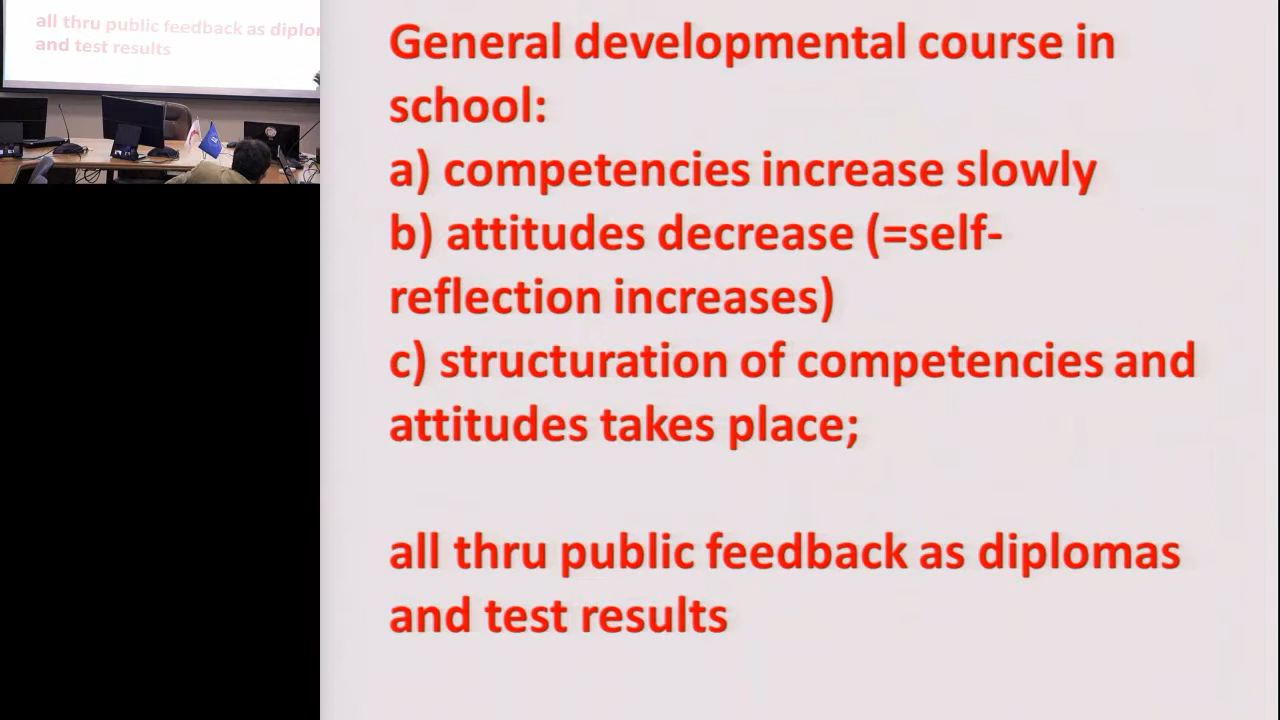 all thru public feedback as diplo
and test results
General developmental course in
school:
a) competencies increase slowly
b) attitudes decrease (=self-
reflection increases)
c) structuration of competencies and
attitudes takes place;
all thru public feedback as diplomas
and test results